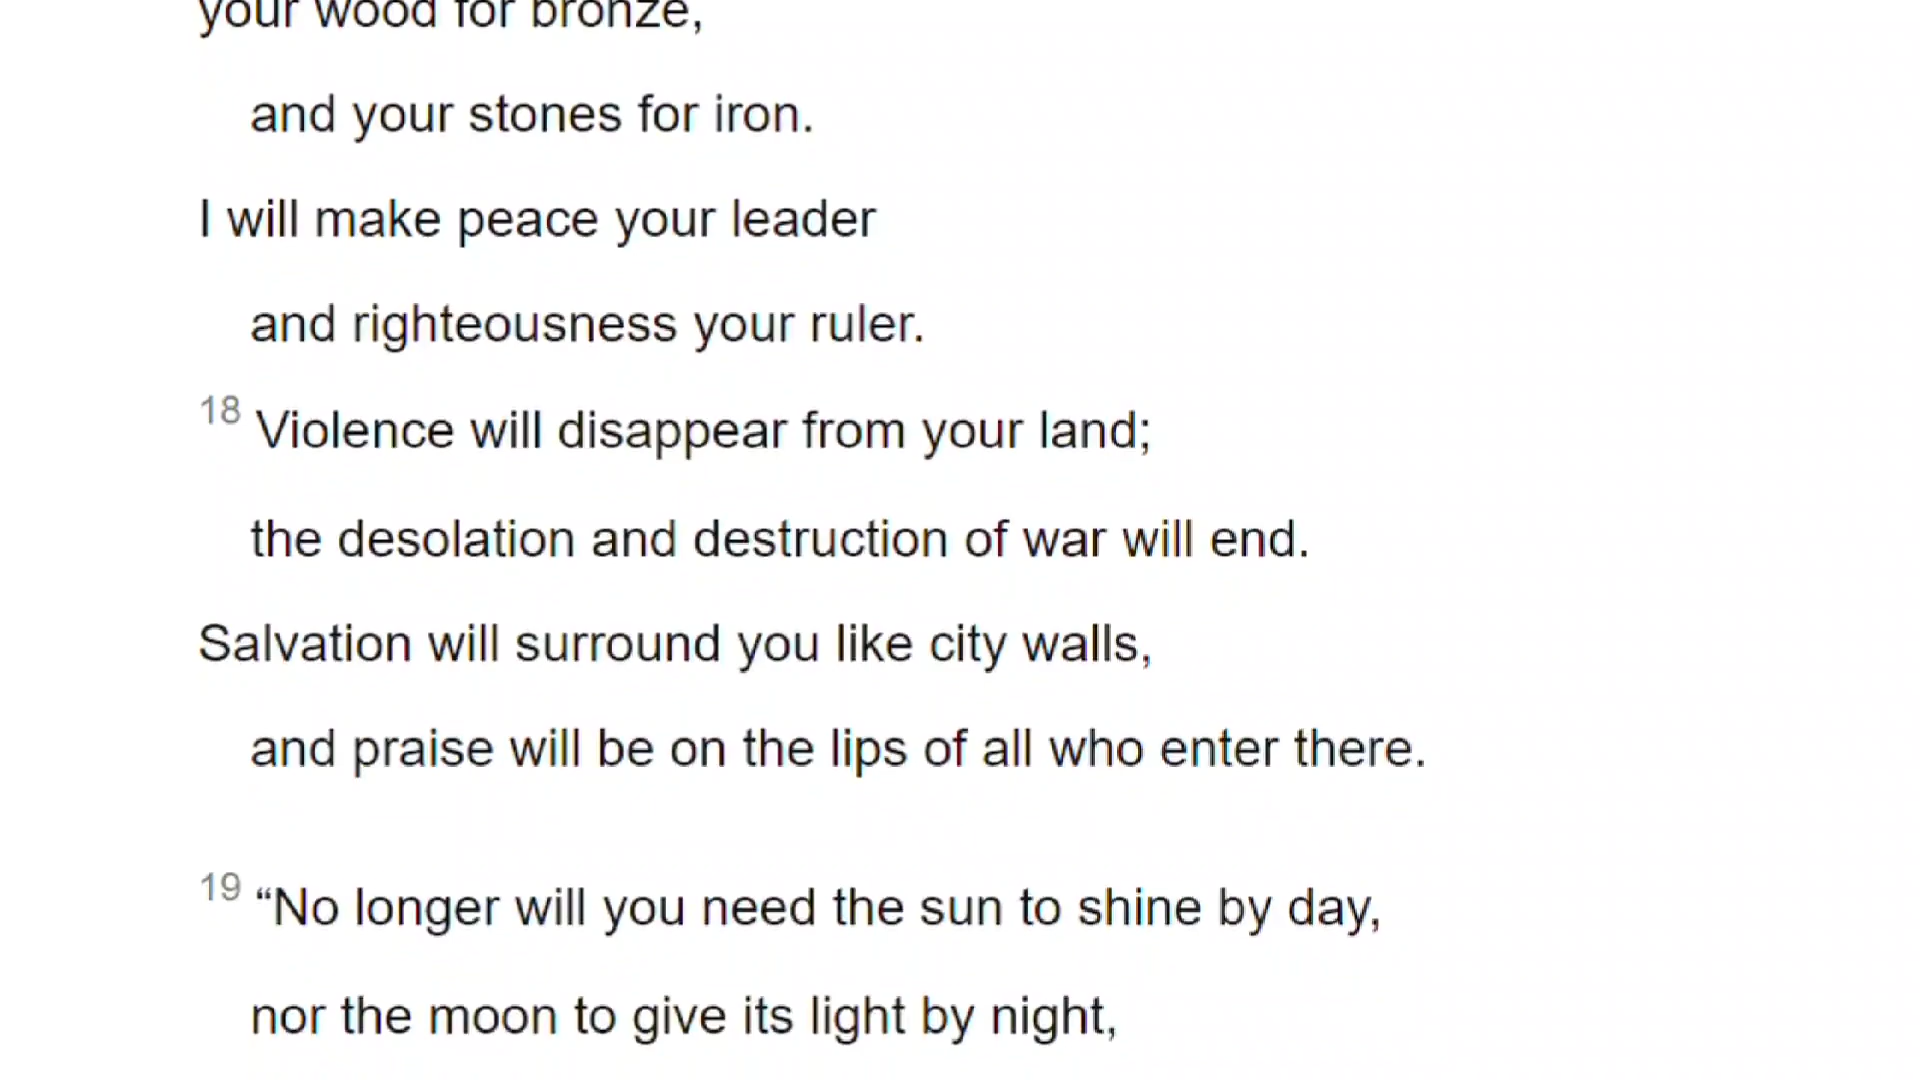 your wood for bronze,
and your stones for iron.
I will make peace your leader
and righteousness your ruler.
18 Violence will disappear from your land;
the desolation and destruction of war will end.
Salvation will surround you like city walls,
and praise will be on the lips of all who enter there.
19 “No longer will you need the sun to shine by day,
nor the moon to give its light by night,